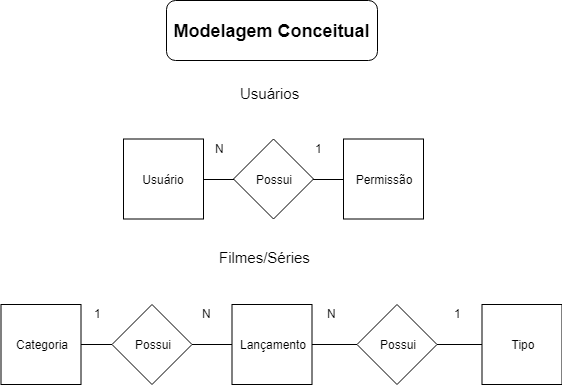 Modelagem Conceitual
Usuários
N
1
Usuário
Possui
Permissão
Filmes/Séries
1
N
N
1
Categoria
Possui
Lançamento
Possui
Tipo